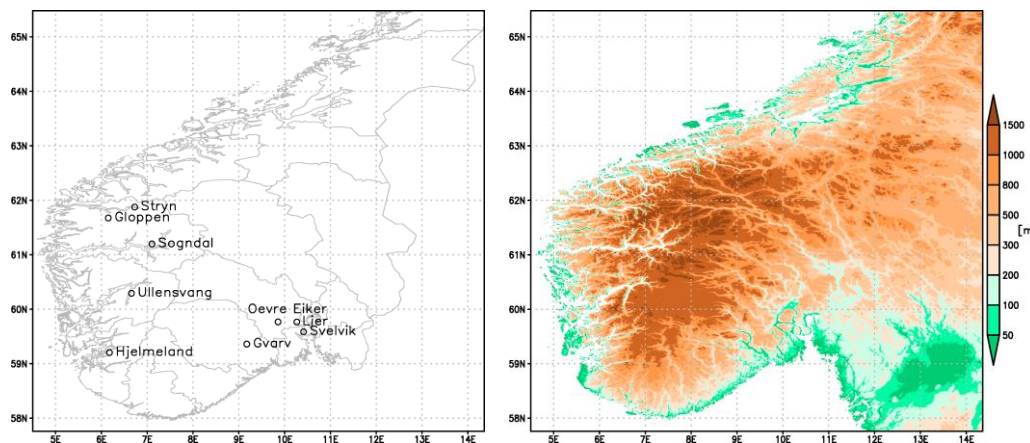 65N
64N
63N
62N
61N
60N
59N
58N
5E 6E 7E 8E 9E 10E 11E 12E 13E 14E
Stryn
Gloppen
Sogndal
Ullensvang
Oevre Eiker
Lier
Svelvik
Gvarv
Hjelmeland
65N
64N
63N
62N
61N
60N
59N
58N
5E 6E 7E 8E 9E 10E 11E 12E 13E 14E
1500
1000
800
500
[m
300
200
100
50